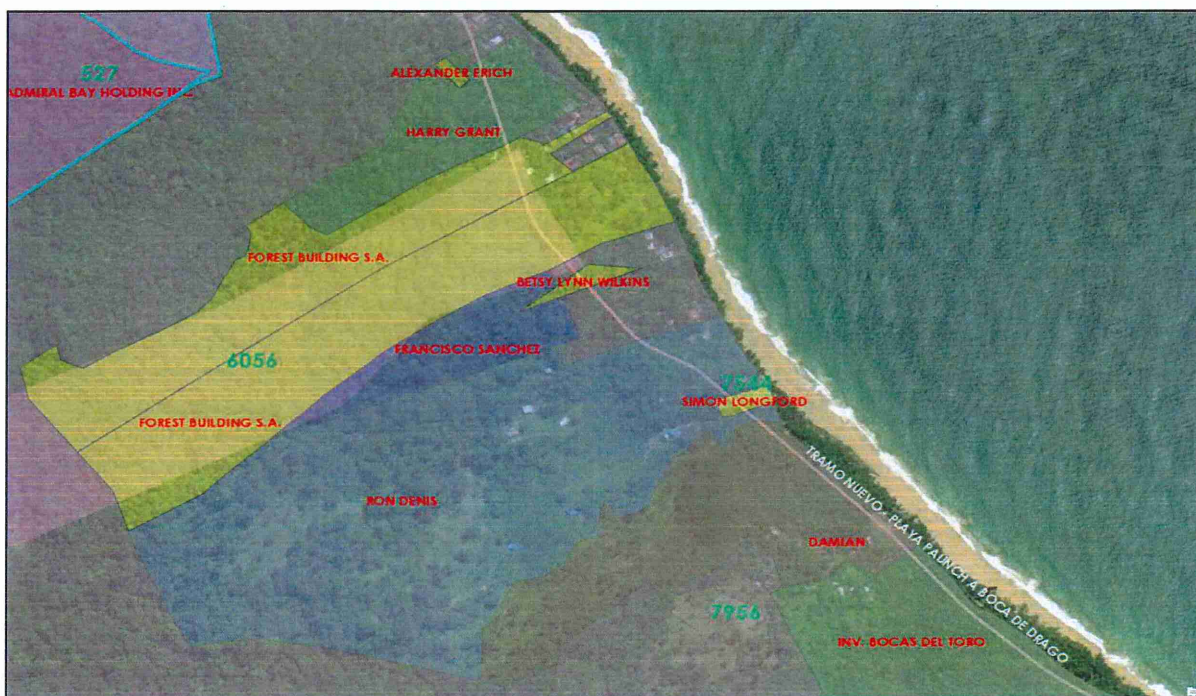 527
ADMIRAL BAY HOLDING INC.
ALEXANDER ERICH
HARRY GRANT
FOREST BUILDING S.A.
BETSY LYNN WILKINS
FRANCISCO SANCHEZ
6056
7544
SIMON LONGFORD
FOREST BUILDING S.A.
RON DENIS
TRAMO NUEVO - PLAYA PAUNCH A BOCA DE DRAGO
DAMIAN
7956
INV. BOCAS DEL TORO